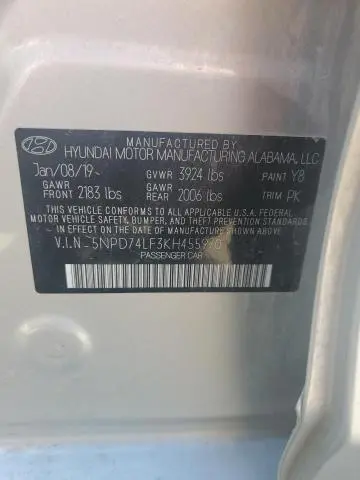 MANUFACTURED BY
HYUNDAI MOTOR MANUFACTURING ALABAMA, LLC
Jan/08/19 GVWR 3924 lbs PAINT Y8
GAWR FRONT 2183 lbs GAWR REAR 2006 lbs TRIM PK
THIS VEHICLE CONFORMS TO ALL APPLICABLE U.S.A. FEDERAL
MOTOR VEHICLE SAFETY, BUMPER, AND THEFT PREVENTION STANDARDS
IN EFFECT ON THE DATE OF MANUFACTURE SHOWN ABOVE.
V.I.N
PASSENGER CAR